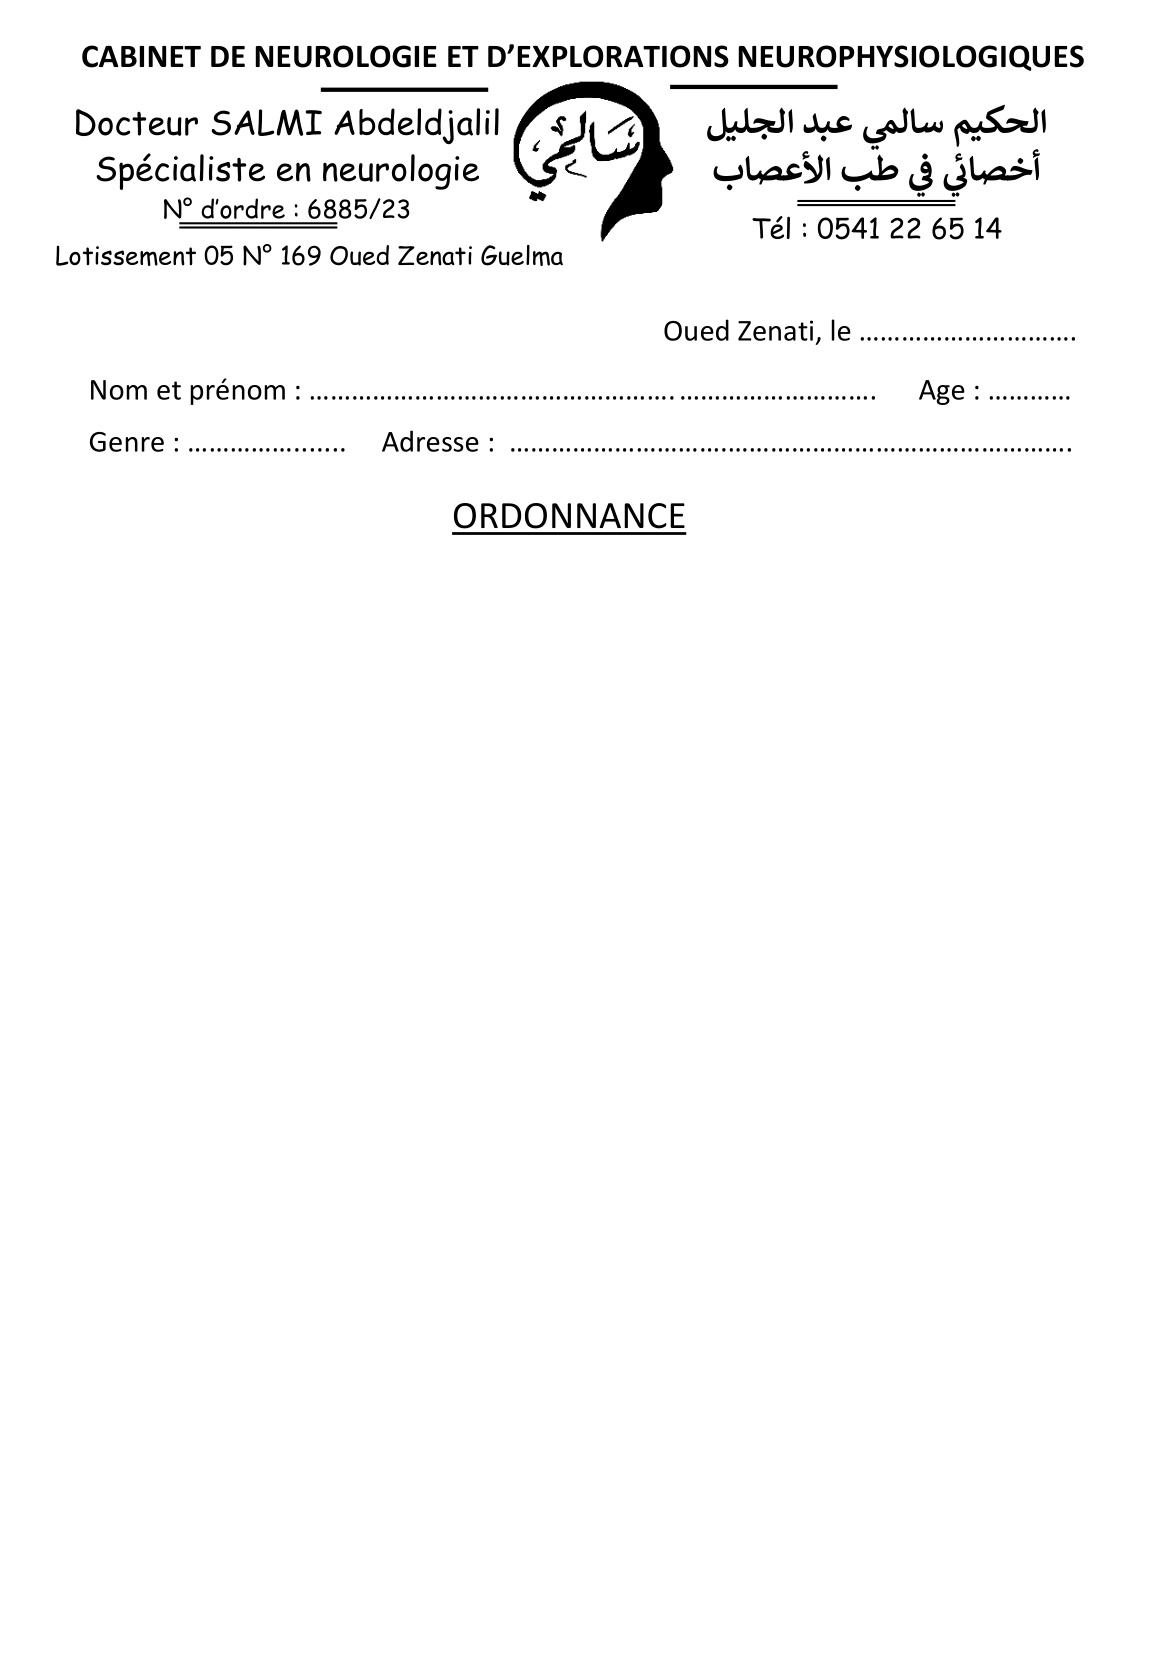 CABINET DE NEUROLOGIE ET D’EXPLORATIONS NEUROPHYSIOLOGIQUES
Docteur SALMI Abdeldjalil
Spécialiste en neurologie
N° d’ordre : 6885/23
Lotissement 05 N° 169 Oued Zenati Guelma
سالمي
الحكيم سالمي عبد الجليل
أخصائي في طب الأعصاب
Tél : 0541 22 65 14
Oued Zenati, le ………………………….
Nom et prénom : ……………………………………………. ………………………. Age : …………
Genre : ……………....... Adresse : ………………………….………………………………………….
ORDONNANCE